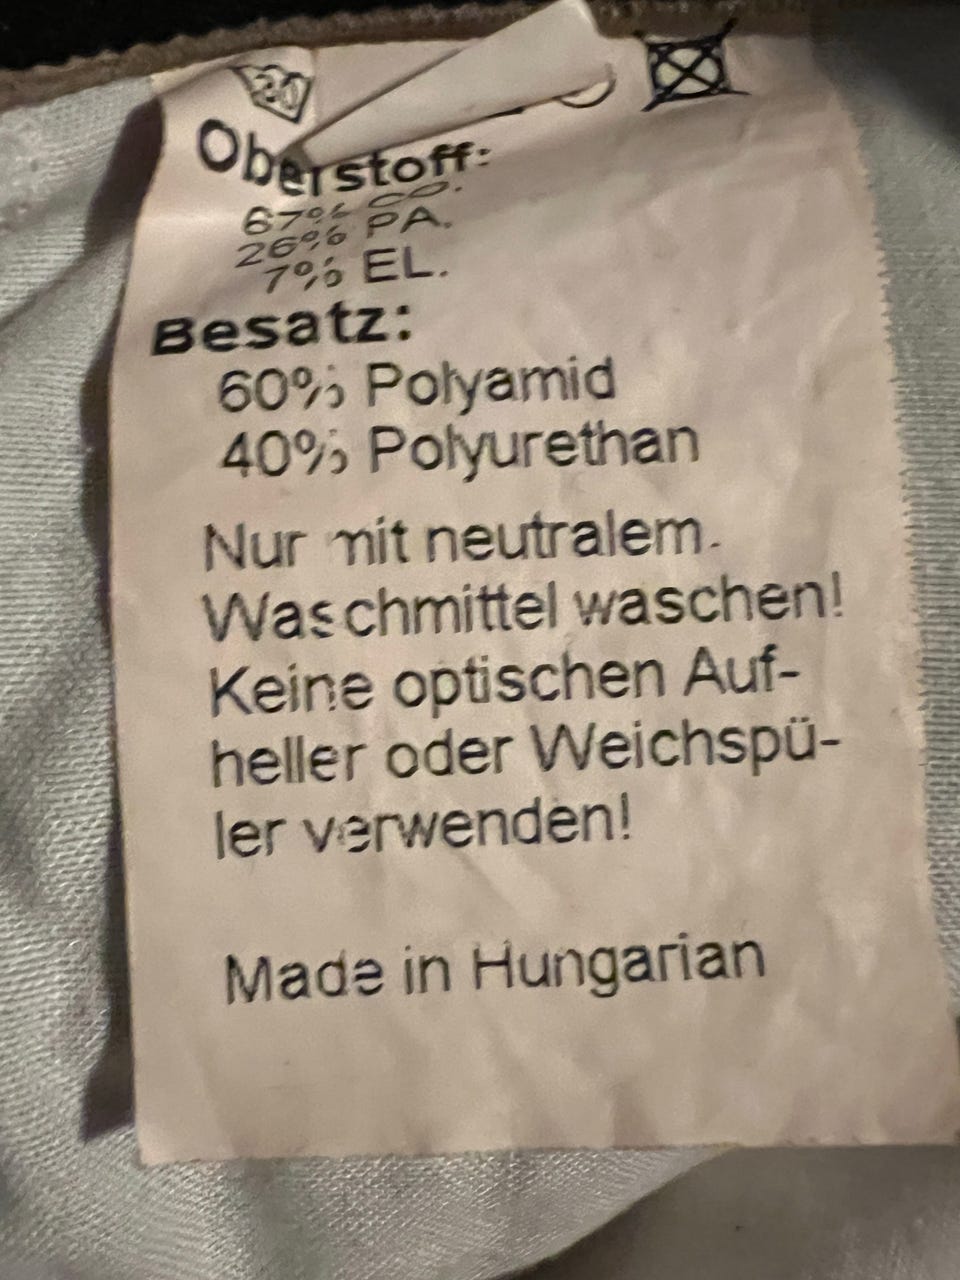 30
Oberstoff:
67% CO.
26% PA.
7% EL.
Besatz:
60% Polyamid
40% Polyurethan
Nur mit neutralem.
Waschmittel waschen!
Keine optischen Auf-
heller oder Weichspü-
ler verwenden!
Made in Hungarian